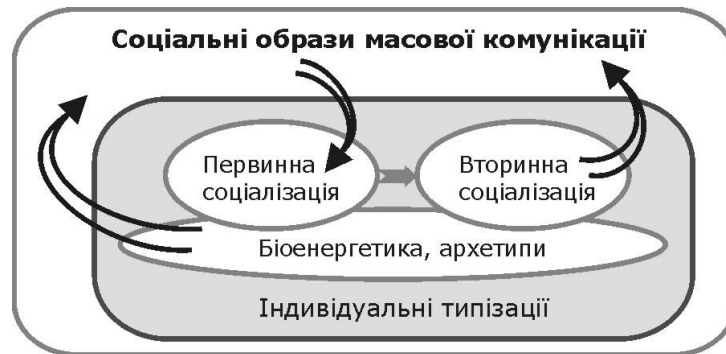 Соціальні образи масової комунікації
Первинна
соціалізація
Вторинна
соціалізація
Біоенергетика, архетипи
Індивідуальні типізації